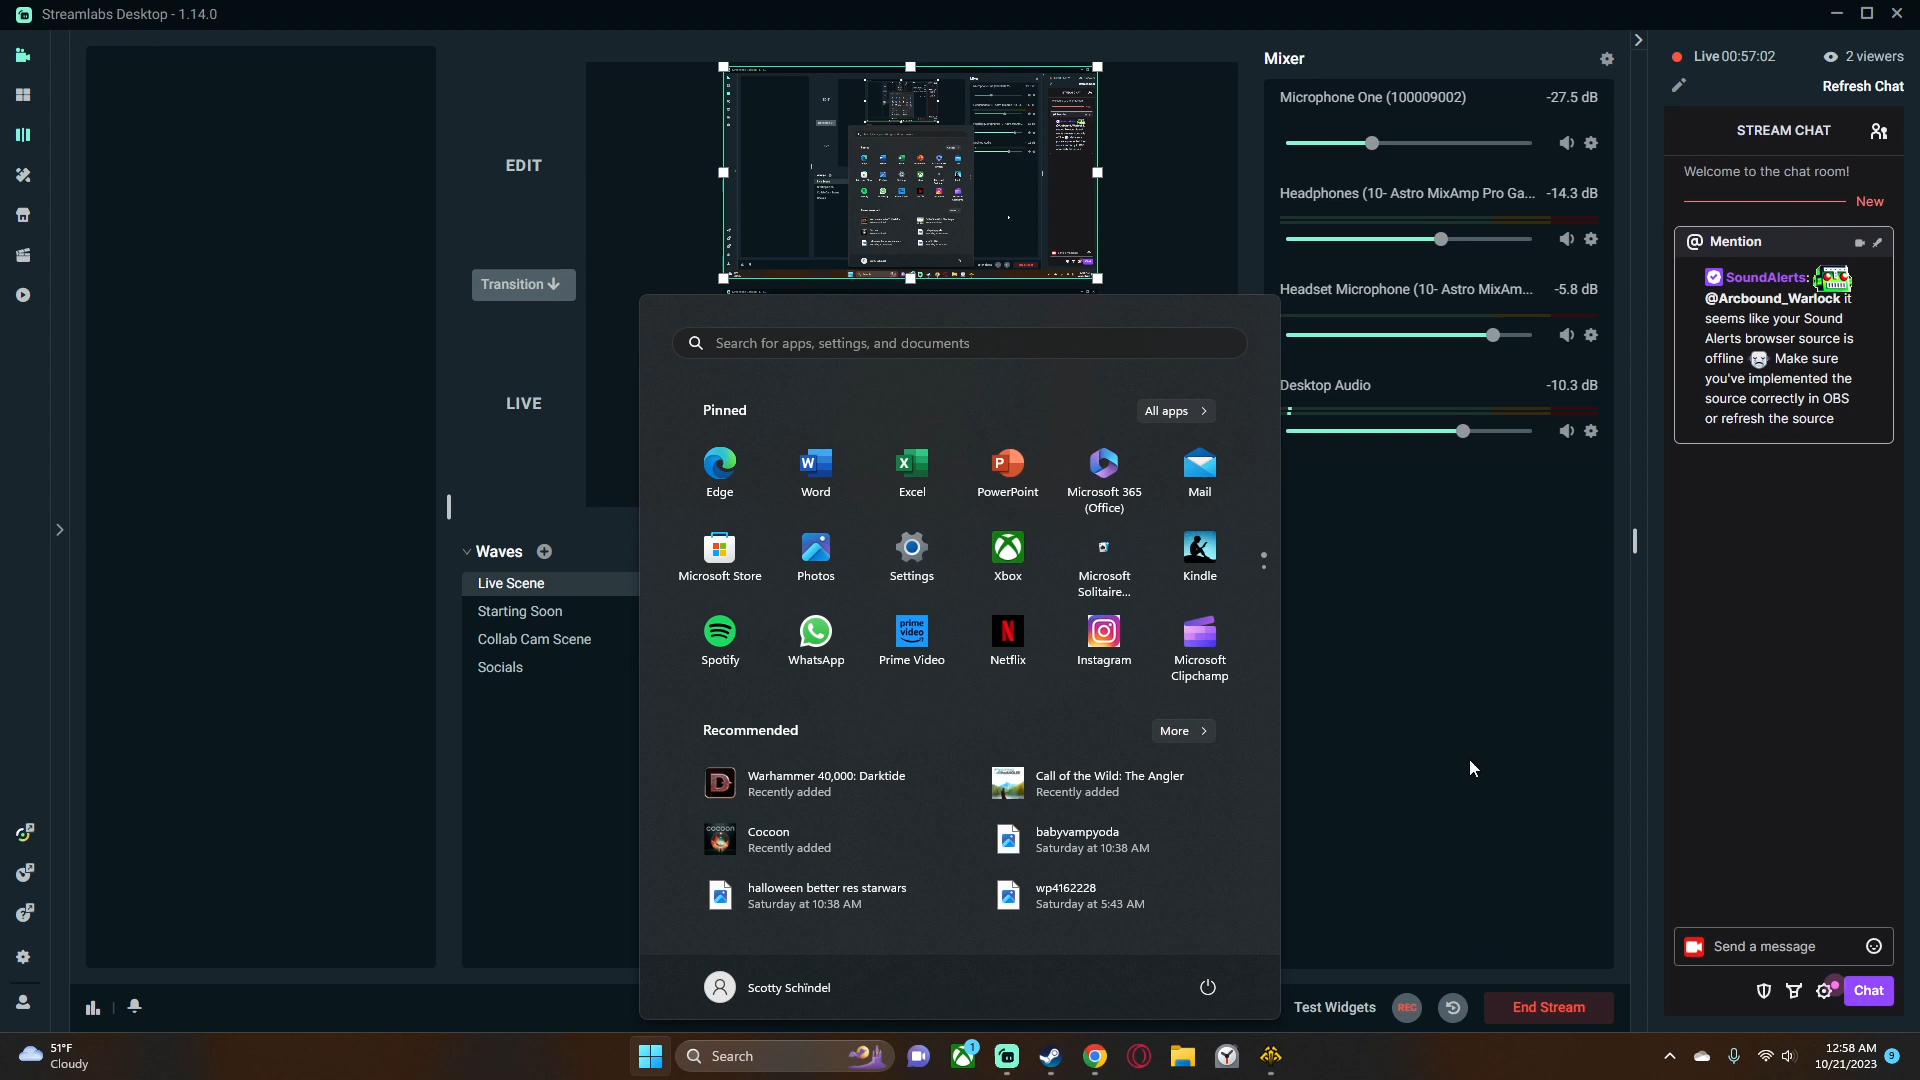 Streamlabs Desktop - 1.14.0
EDIT
Transition
LIVE
Waves
Live Scene
Starting Soon
Collab Cam Scene
Socials
Search for apps, settings, and documents
Pinned
All apps
Edge
Word
Excel
PowerPoint
Microsoft 365
(Office)
Mail
Microsoft Store
Photos
Settings
Xbox
Microsoft
Solitaire...
Kindle
Spotify
WhatsApp
prime
video
Prime Video
Netflix
Instagram
Microsoft
Clipchamp
Recommended
More
Warhammer 40,000: Darktide
Recently added
Call of the Wild: The Angler
Recently added
COCOON
Cocoon
Recently added
babyvampyoda
Saturday at 10:38 AM
halloween better res starwars
Saturday at 10:38 AM
wp4162228
Saturday at 5:43 AM
Scotty Schïndel
Mixer
Microphone One (100009002) -27.5 dB
Headphones (10- Astro MixAmp Pro Ga... -14.3 dB
Headset Microphone (10- Astro MixAm... -5.8 dB
Desktop Audio -10.3 dB
Test Widgets
REC
End Stream
Live 00:57:02
2 viewers
Refresh Chat
STREAM CHAT
Welcome to the chat room!
New
@ Mention
SoundAlerts:
@Arcbound_Warlock it
seems like your Sound
Alerts browser source is
offline Make sure
you've implemented the
source correctly in OBS
or refresh the source
Send a message
Chat
51°F
Cloudy
Search
1
12:58 AM
10/21/2023
9